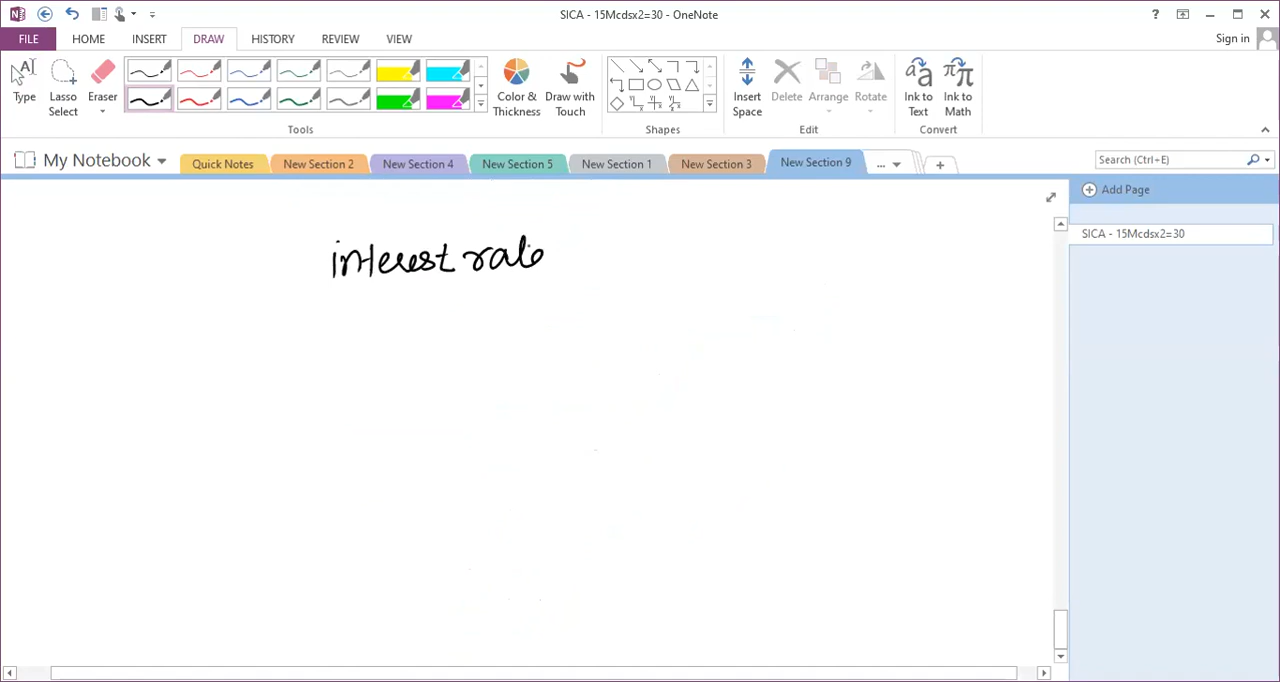 SICA - 15Mcdsx2=30 - OneNote
?
Sign in
FILE HOME INSERT DRAW HISTORY REVIEW VIEW
Type
Lasso Select
Eraser
Color & Thickness
Draw with Touch
Insert Space
Delete
Arrange
Rotate
Ink to Text
Ink to Math
Tools Shapes Edit Convert
My Notebook Quick Notes New Section 2 New Section 4 New Section 5 New Section 1 New Section 3 New Section 9 ... Search (Ctrl+E)
Add Page
SICA - 15Mcdsx2=30
interest rate